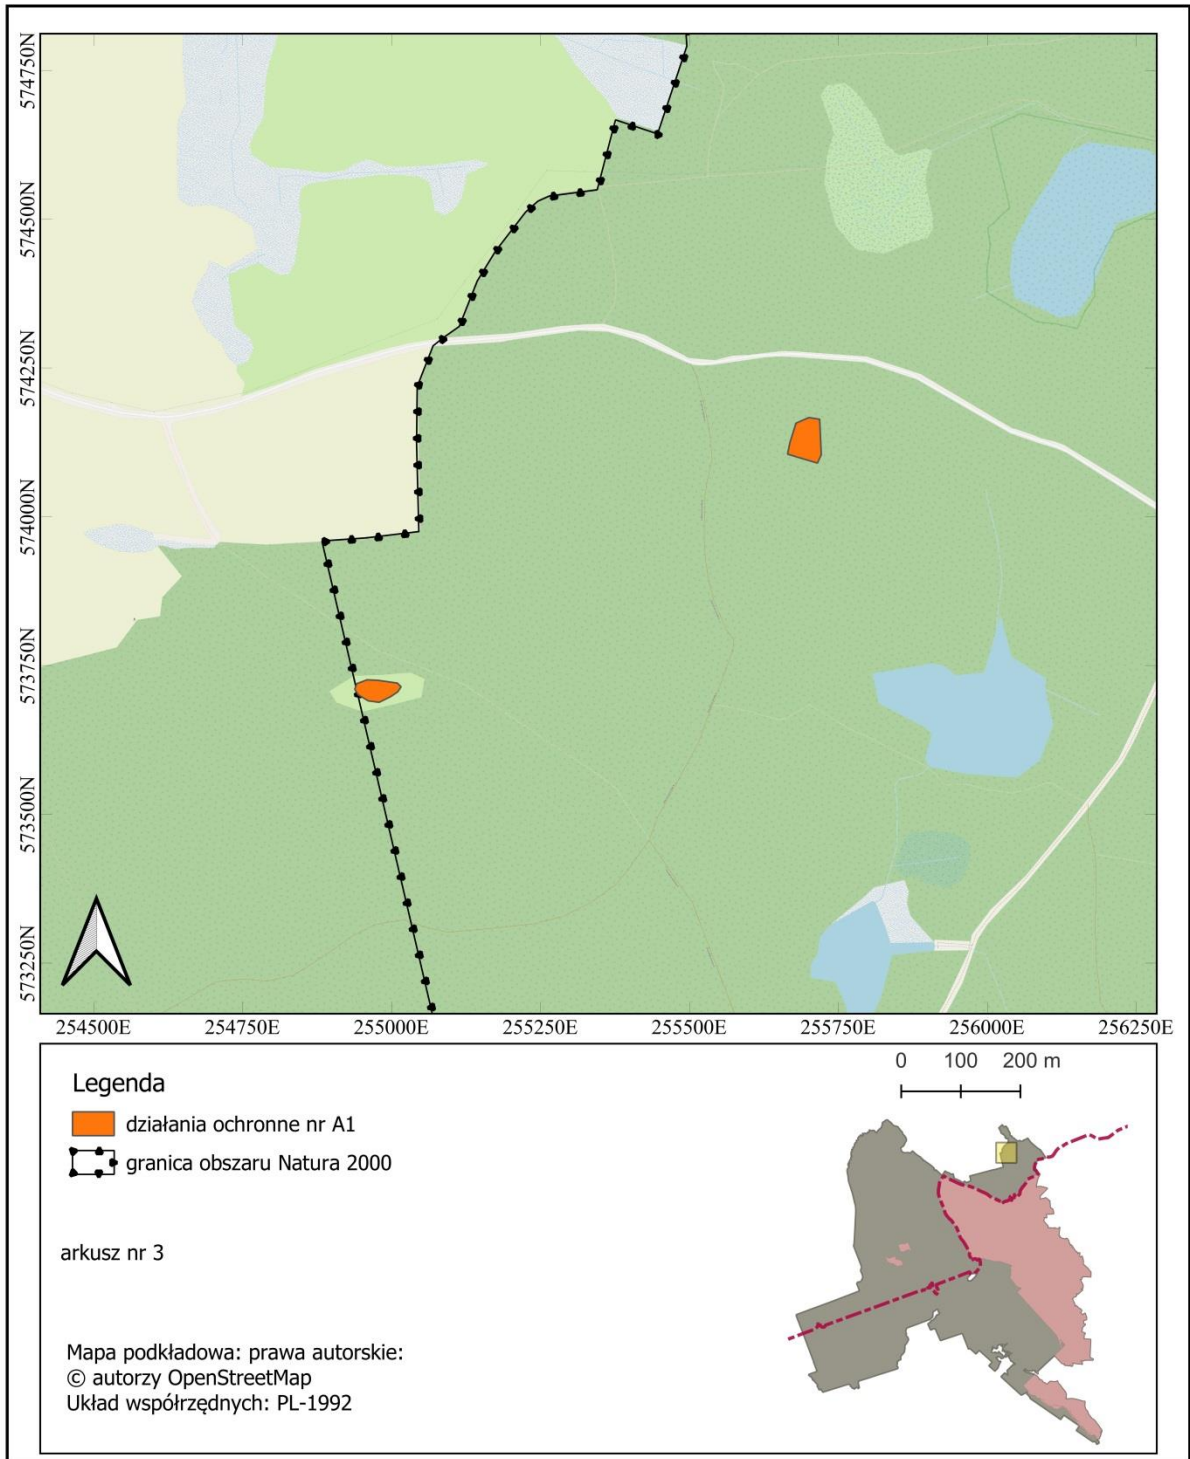 574750N
574500N
574250N
574000N
573750N
573500N
573250N
254500E 254750E 255000E 255250E 255500E 255750E 256000E 256250E
0 100 200 m
Legenda
działania ochronne nr A1
granica obszaru Natura 2000
arkusz nr 3
Mapa podkładowa: prawa autorskie:
© autorzy OpenStreetMap
Układ współrzędnych: PL-1992